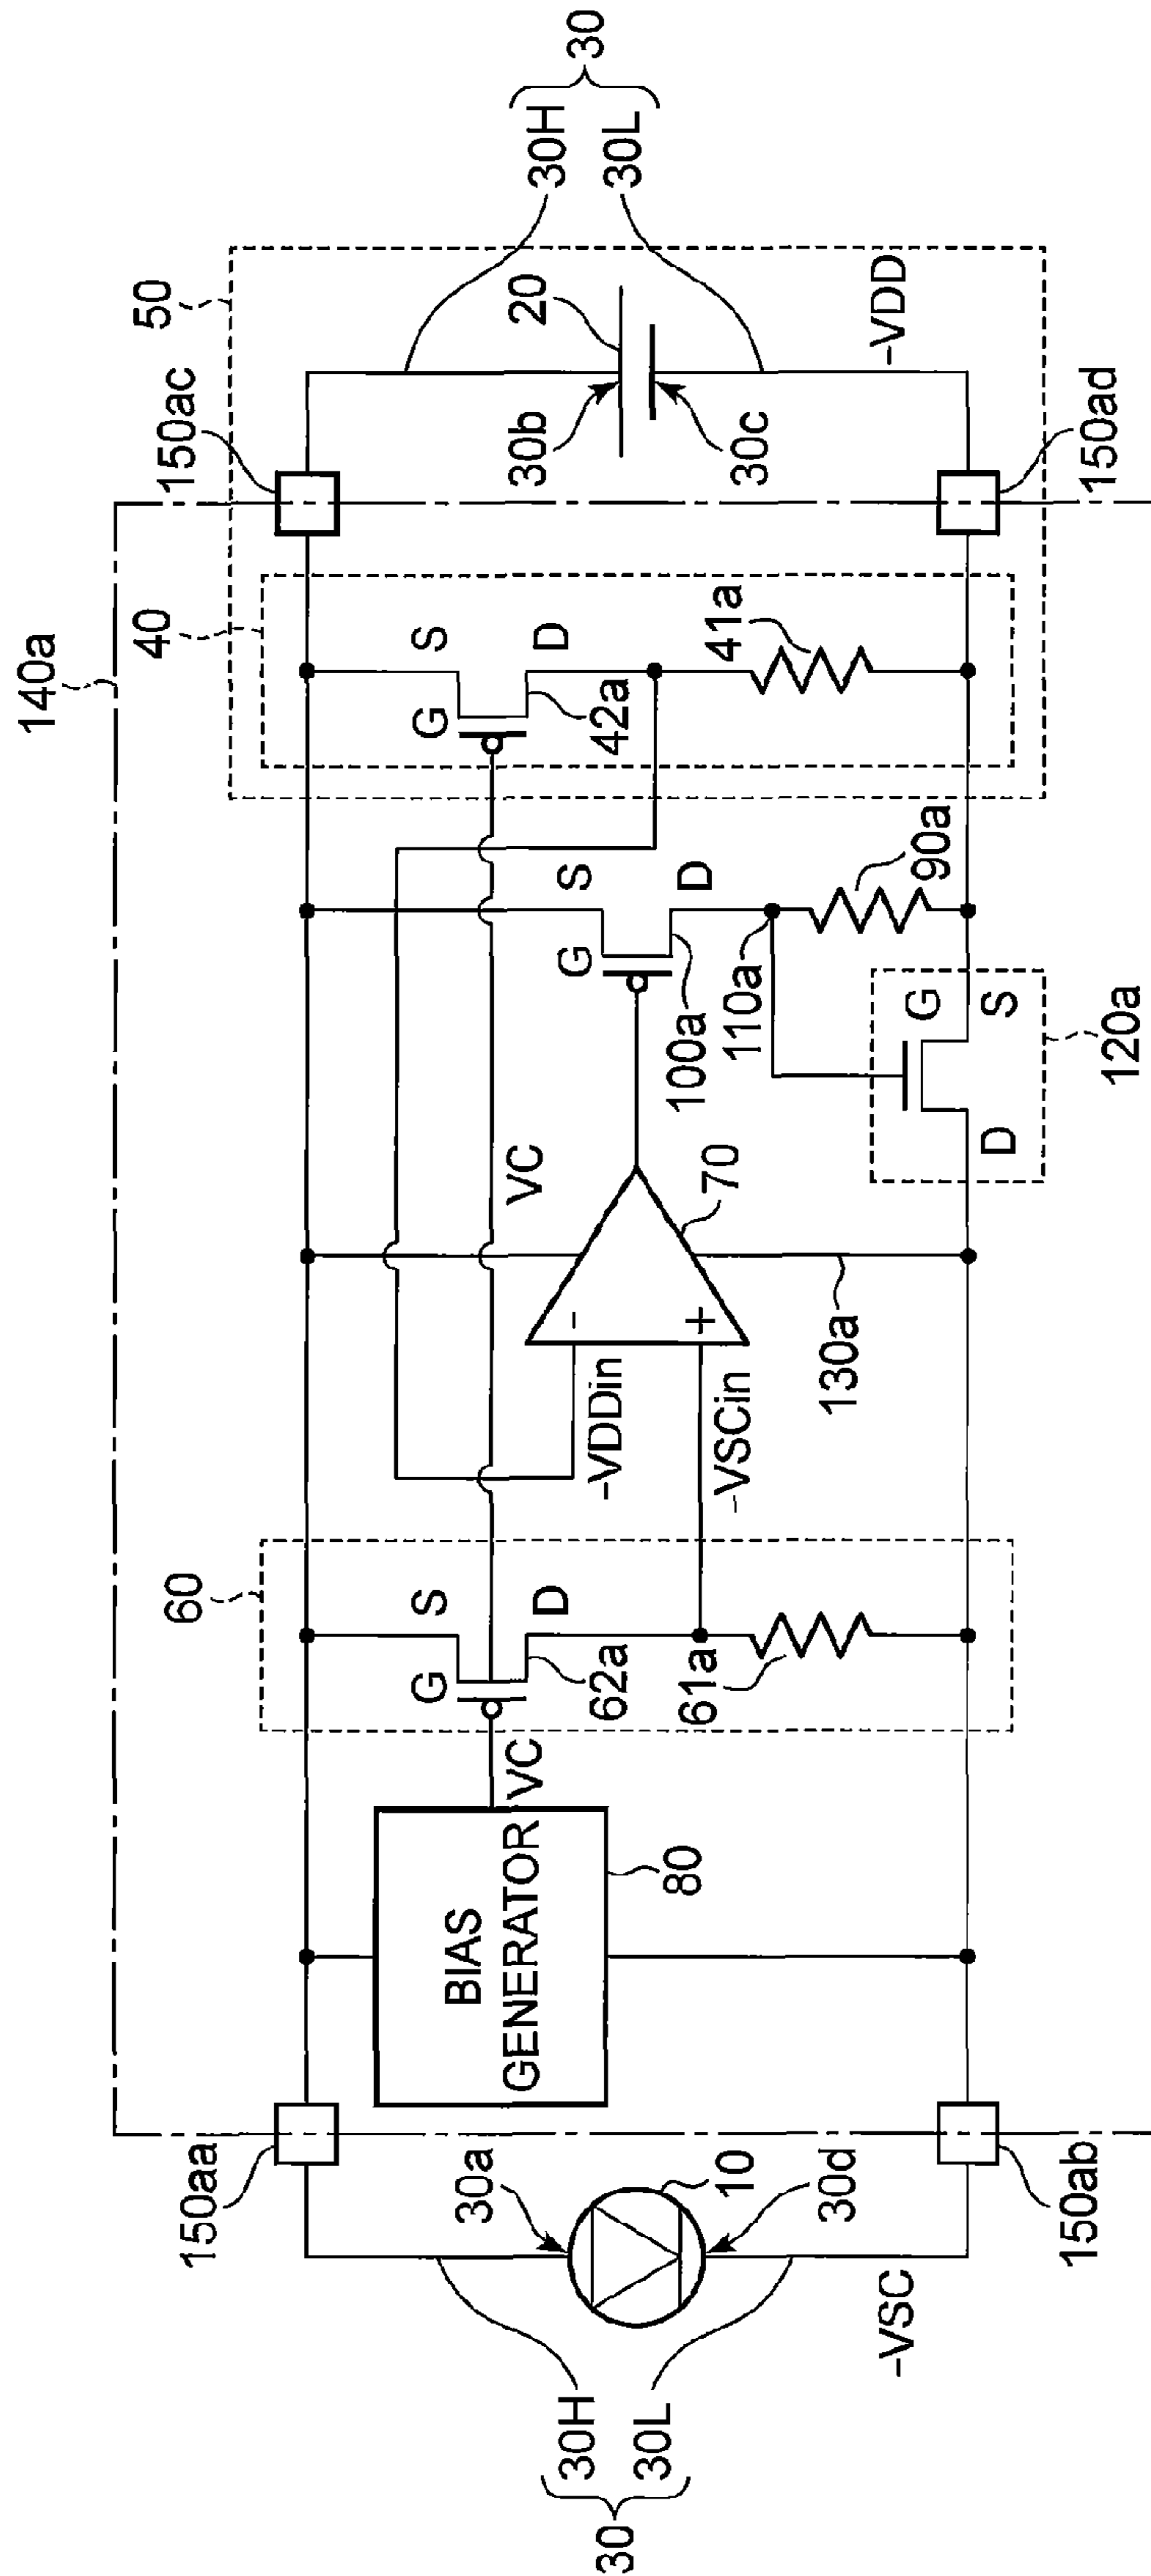 140a
150aa
150ac
50
60
40
30H
30L
30
30a
10
30d
BIAS
GENERATOR
80
VC
G
S
D
62a
61a
VC
-VDDin
-VSCin
-
+
70
130a
G
S
D
100a
110a
90a
G
S
D
120a
G
S
D
42a
41a
30b
30c
20
30H
30L
30
-VSC
-VDD
150ab
150ad